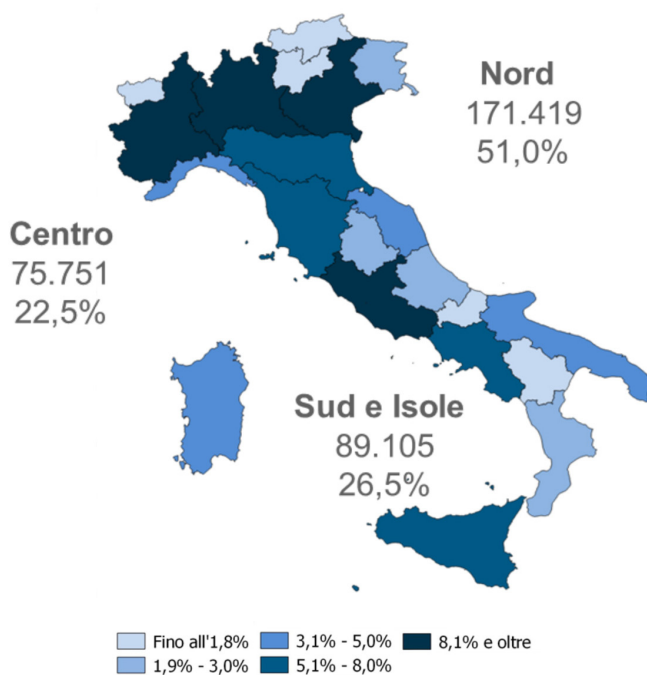 Nord
171.419
51,0%
Centro
75.751
22,5%
Sud e Isole
89.105
26,5%
Fino all'1,8%
3,1% - 5,0%
8,1% e oltre
1,9% - 3,0%
5,1% - 8,0%